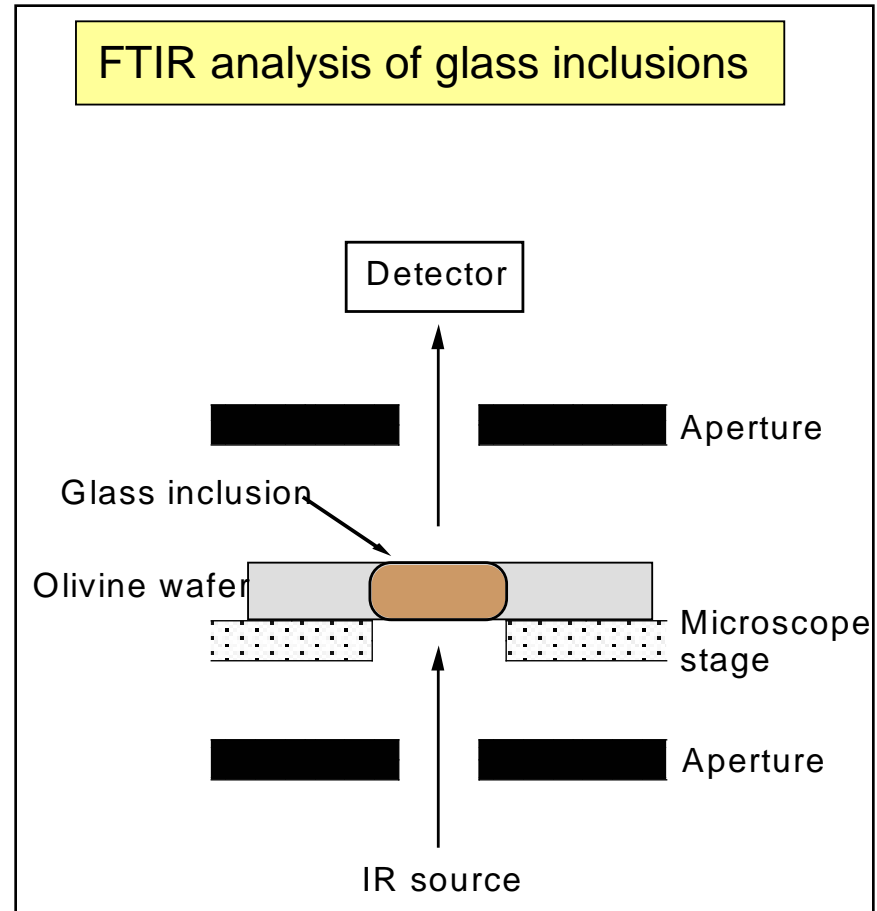 FTIR analysis of glass inclusions
Detector
Aperture
Glass inclusion
Olivine wafer
Microscope
stage
Aperture
IR source